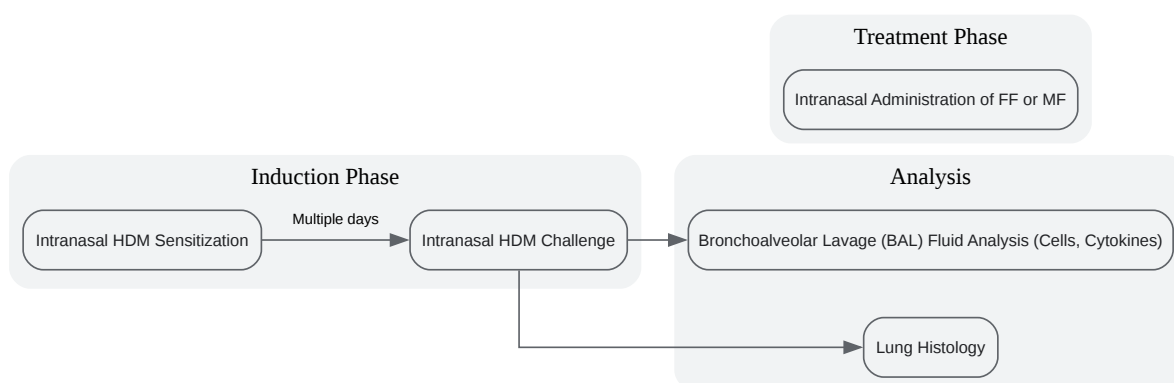 Treatment Phase
Intranasal Administration of FF or MF
Induction Phase
Analysis
Intranasal HDM Sensitization
Multiple days
Intranasal HDM Challenge
Bronchoalveolar Lavage (BAL) Fluid Analysis (Cells, Cytokines)
Lung Histology